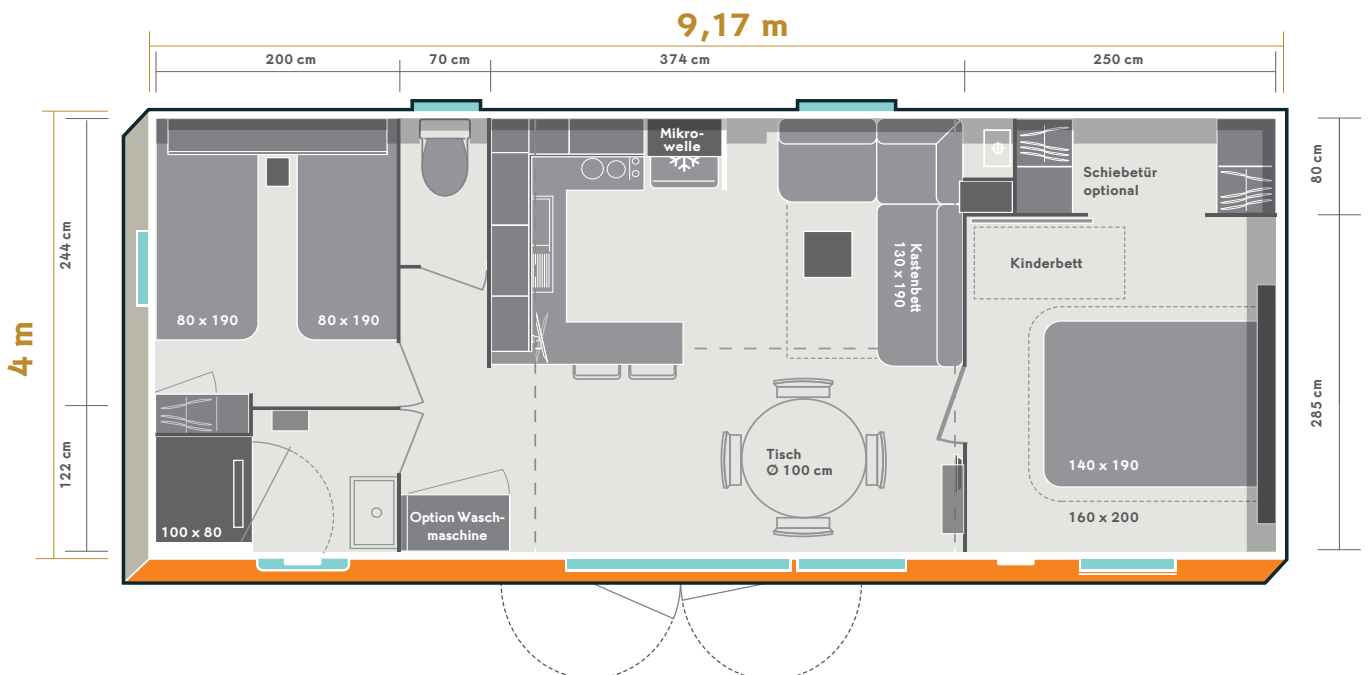 9,17 m
200 cm
70 cm
374 cm
250 cm
4 m
244 cm
122 cm
80 cm
285 cm
Mikro-
welle
Schiebetür
optional
Kinderbett
Kastenbett
130 x 190
80 x 190
80 x 190
Tisch
Ø 100 cm
140 x 190
160 x 200
100 x 80
Option Wasch-
maschine